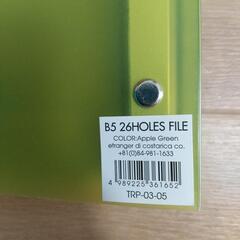 B5 26HOLES FILE
COLOR:Apple Green
etranger di costarica co.
+81(0)84-981-1633
4 989225 361652
TRP-03-05